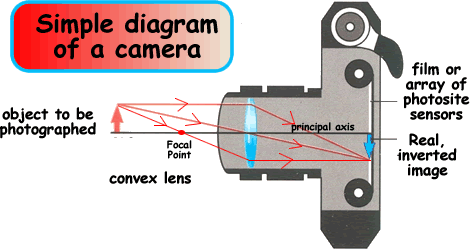 Simple diagram
of a camera
film or
array of
photosite
sensors
object to be
photographed
principal axis
Focal
Point
Real,
inverted
image
convex lens